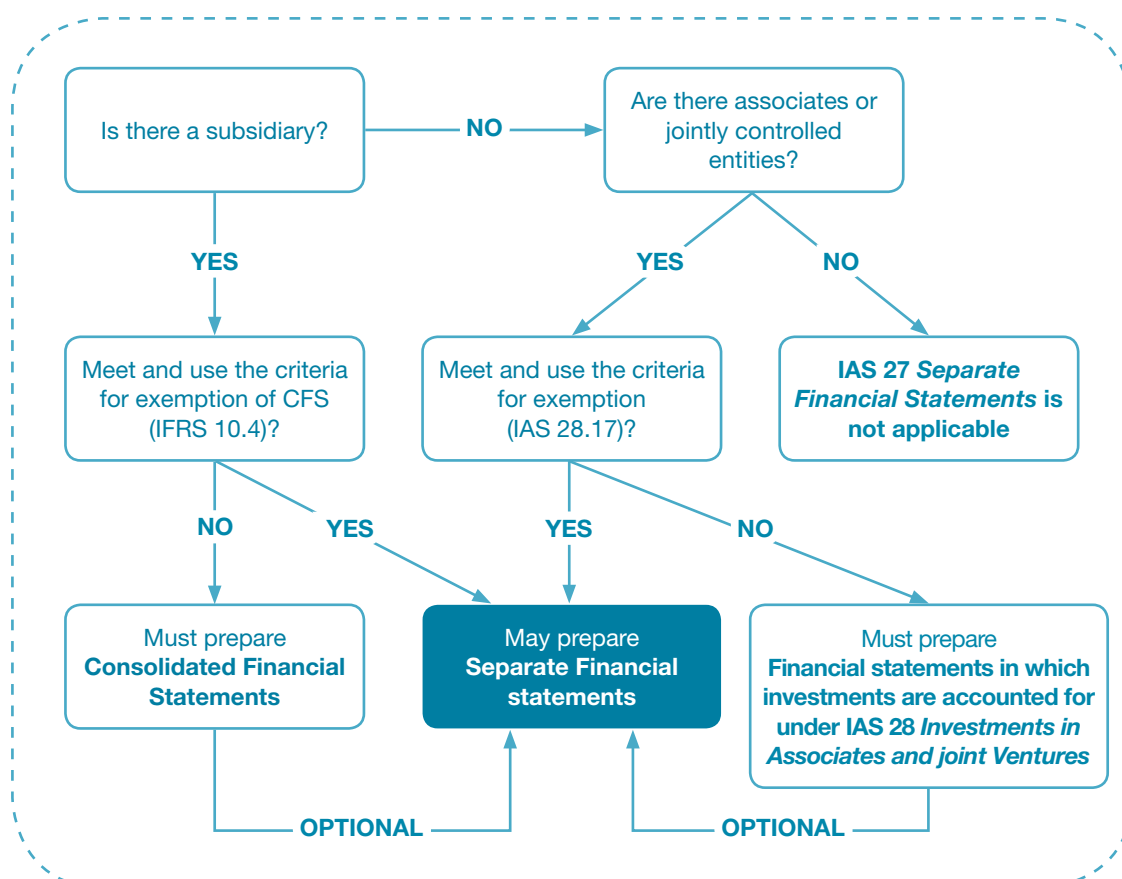 Is there a subsidiary?
NO
Are there associates or
jointly controlled
entities?
YES
YES
NO
Meet and use the criteria
for exemption of CFS
(IFRS 10.4)?
Meet and use the criteria
for exemption
(IAS 28.17)?
IAS 27 Separate
Financial Statements is
not applicable
NO
YES
YES
NO
Must prepare
Consolidated Financial
Statements
May prepare
Separate Financial
statements
Must prepare
Financial statements in which
investments are accounted for
under IAS 28 Investments in
Associates and joint Ventures
OPTIONAL
OPTIONAL